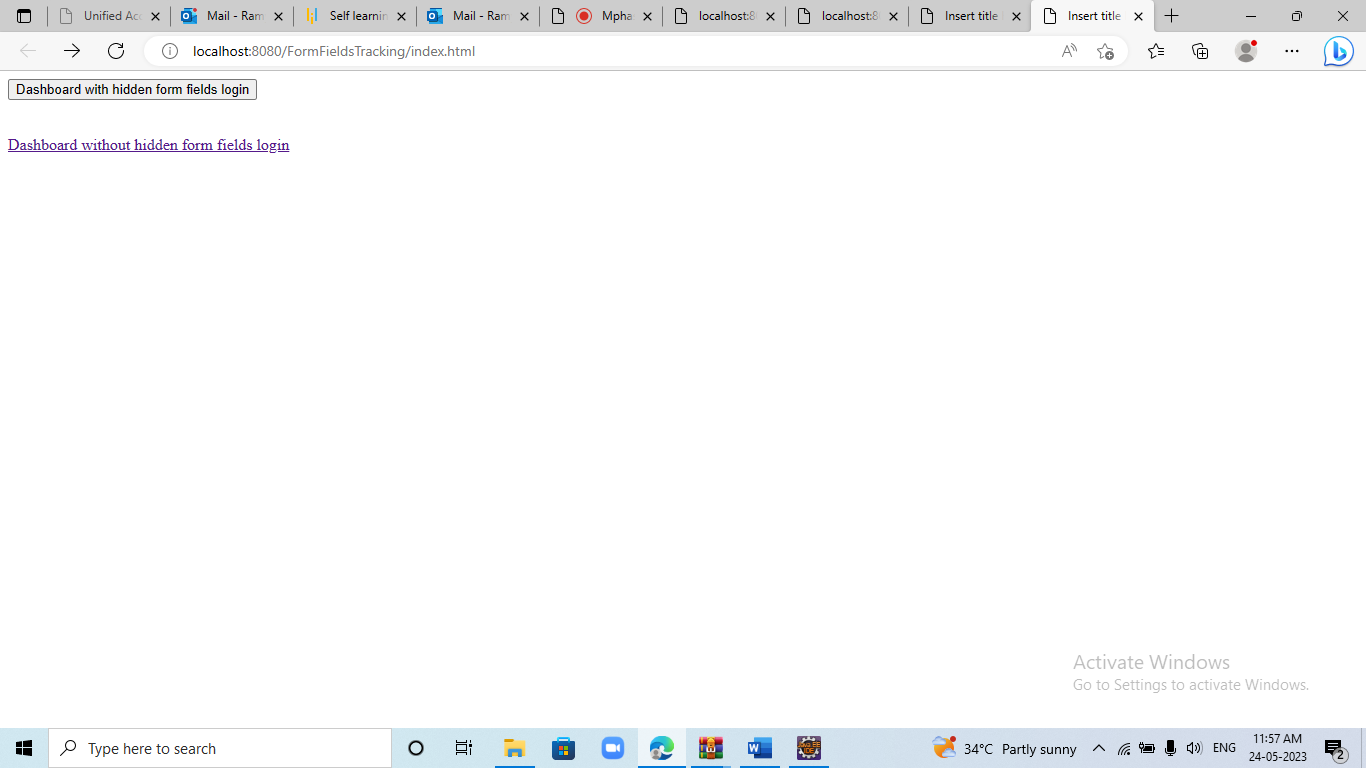 Unified Acc
Mail - Ram
Self learnin
Mail - Ram
Mpha
localhost:8
localhost:8
Insert title
Insert title
localhost:8080/FormFieldsTracking/index.html
Dashboard with hidden form fields login
Dashboard without hidden form fields login
Activate Windows
Go to Settings to activate Windows.
Type here to search
34°C Partly sunny
ENG
11:57 AM
24-05-2023
2